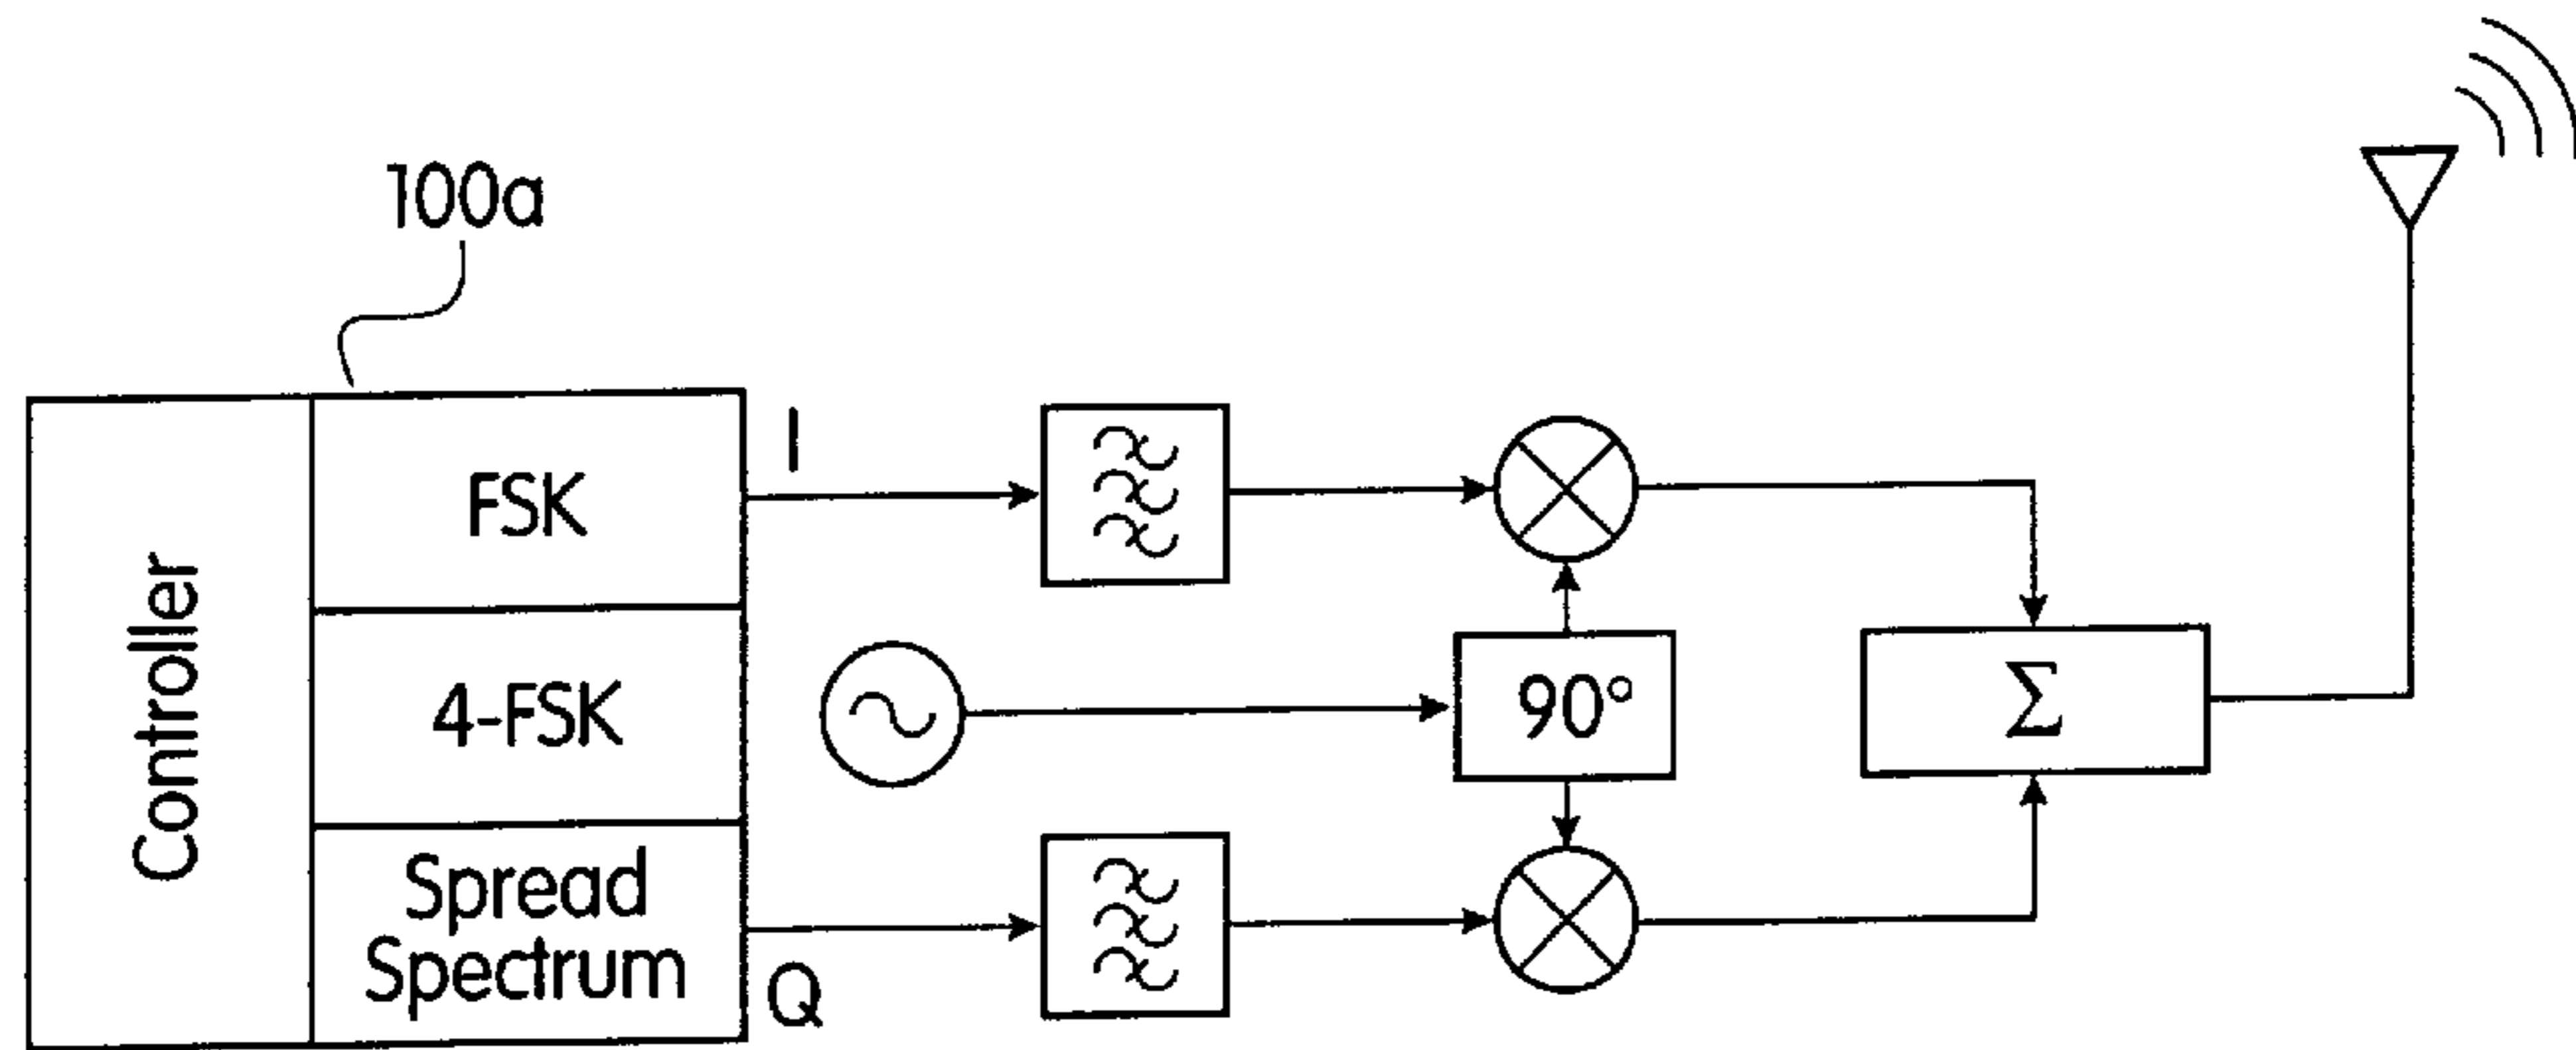 100a
Controller
FSK
4-FSK
Spread
Spectrum
I
Q
90°
Σ